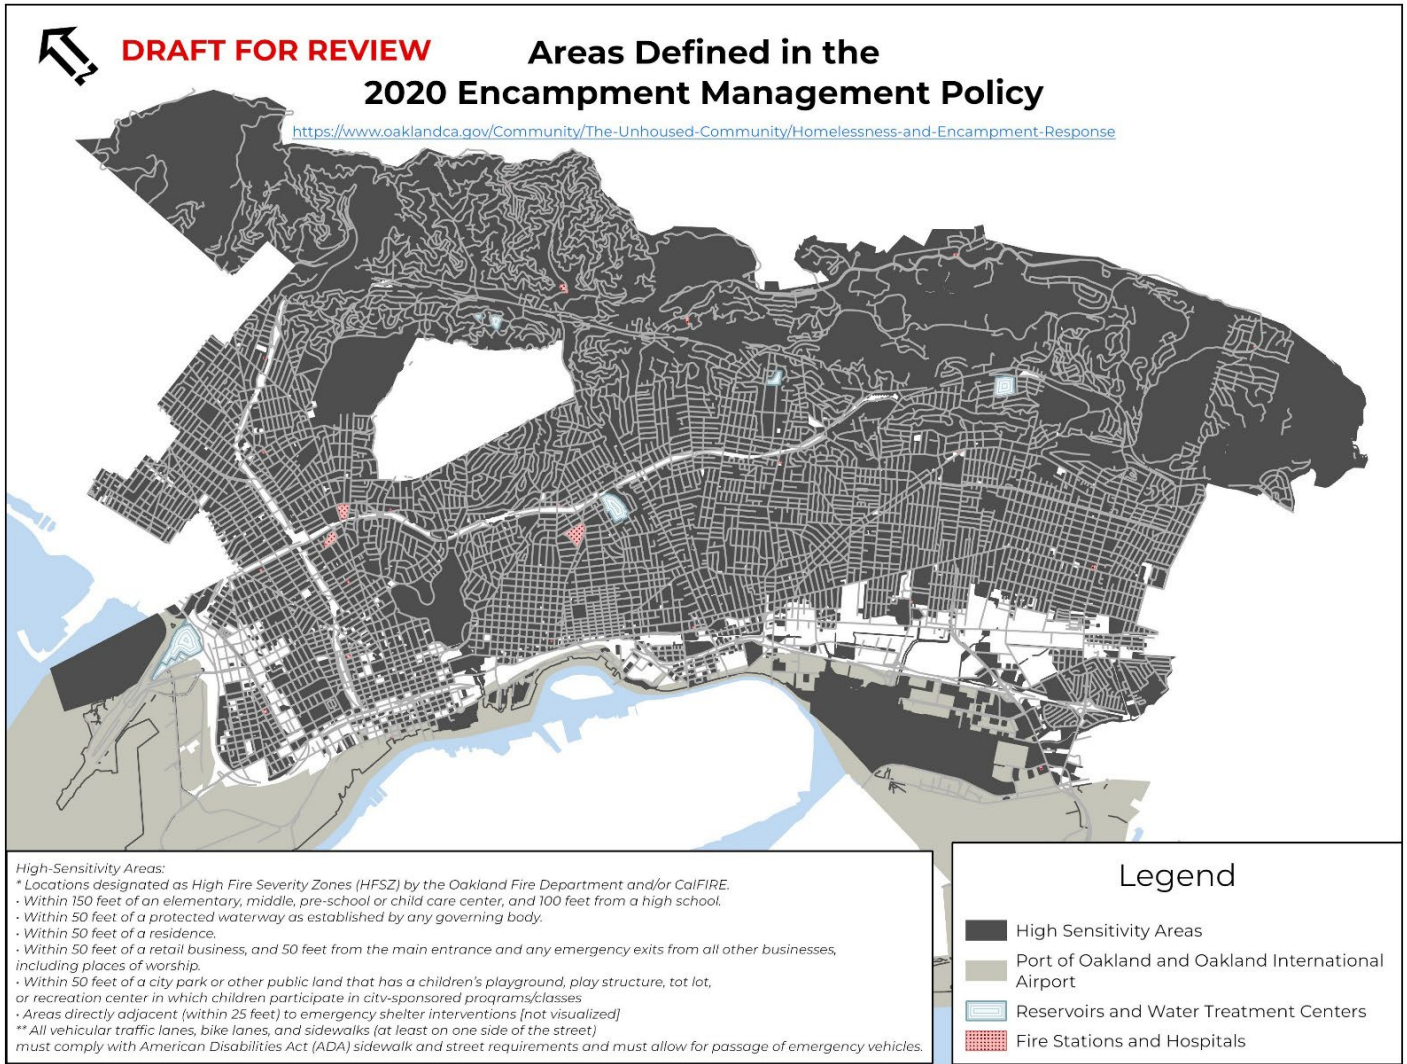 DRAFT FOR REVIEW
Areas Defined in the
2020 Encampment Management Policy
https://www.oaklandca.gov/Community/The-Unhoused-Community/Homelessness-and-Encampment-Response
High-Sensitivity Areas:
* Locations designated as High Fire Severity Zones (HFSZ) by the Oakland Fire Department and/or CalFIRE.
• Within 150 feet of an elementary, middle, pre-school or child care center, and 100 feet from a high school.
• Within 50 feet of a protected waterway as established by any governing body.
• Within 50 feet of a residence.
• Within 50 feet of a retail business, and 50 feet from the main entrance and any emergency exits from all other businesses,
including places of worship.
• Within 50 feet of a city park or other public land that has a children's playground, play structure, tot lot,
or recreation center in which children participate in city-sponsored programs/classes
• Areas directly adjacent (within 25 feet) to emergency shelter interventions [not visualized]
** All vehicular traffic lanes, bike lanes, and sidewalks (at least on one side of the street)
must comply with American Disabilities Act (ADA) sidewalk and street requirements and must allow for passage of emergency vehicles.
Legend
High Sensitivity Areas
Port of Oakland and Oakland International
Airport
Reservoirs and Water Treatment Centers
Fire Stations and Hospitals